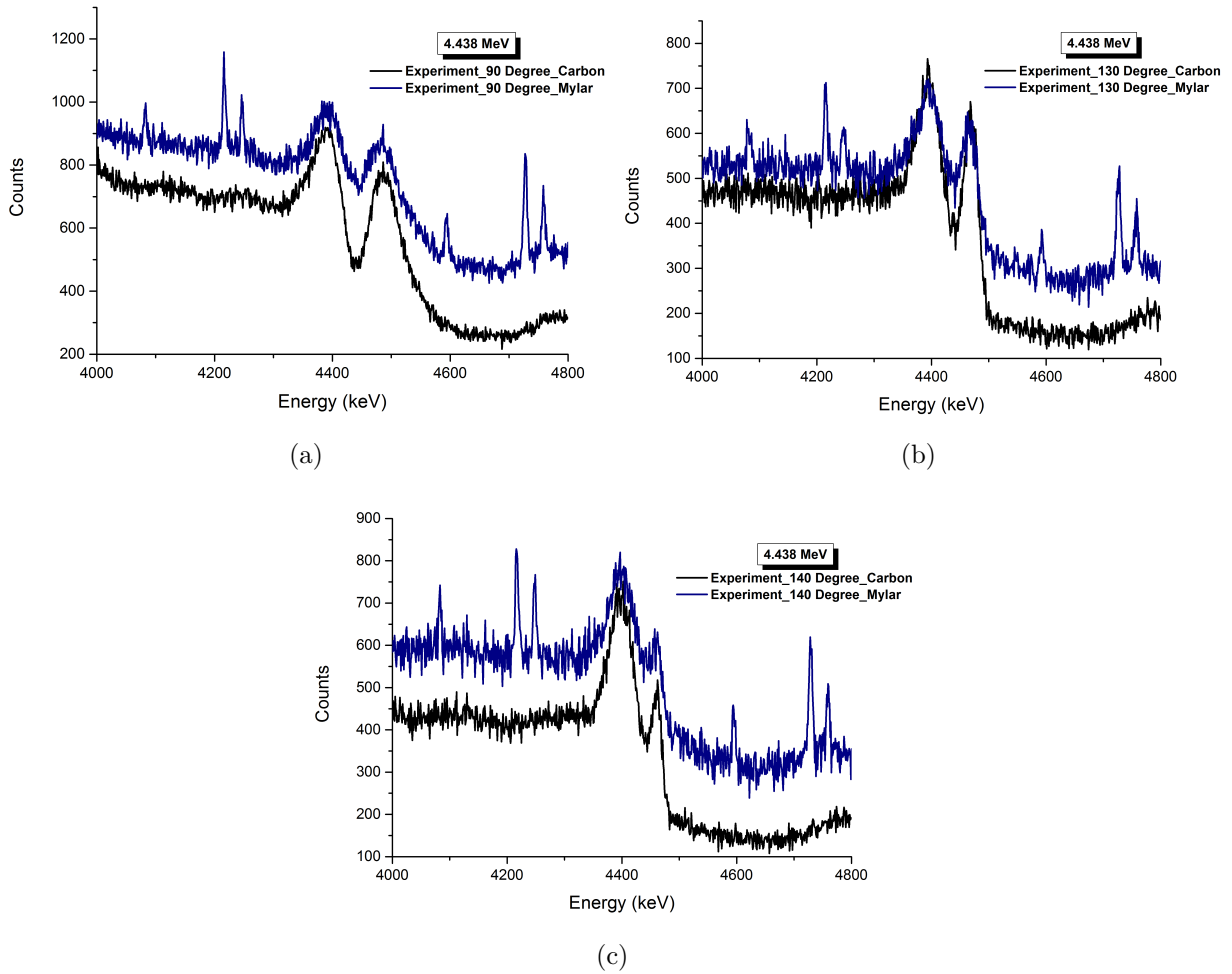 1200
1000
800
600
400
200
4000
4200
4400
4600
4800
Counts
Energy (keV)
4.438 MeV
Experiment_90 Degree_Carbon
Experiment_90 Degree_Mylar
(a)
800
700
600
500
400
300
200
100
4000
4200
4400
4600
4800
Counts
Energy (keV)
4.438 MeV
Experiment_130 Degree_Carbon
Experiment_130 Degree_Mylar
(b)
900
800
700
600
500
400
300
200
100
4000
4200
4400
4600
4800
Counts
Energy (keV)
4.438 MeV
Experiment_140 Degree_Carbon
Experiment_140 Degree_Mylar
(c)